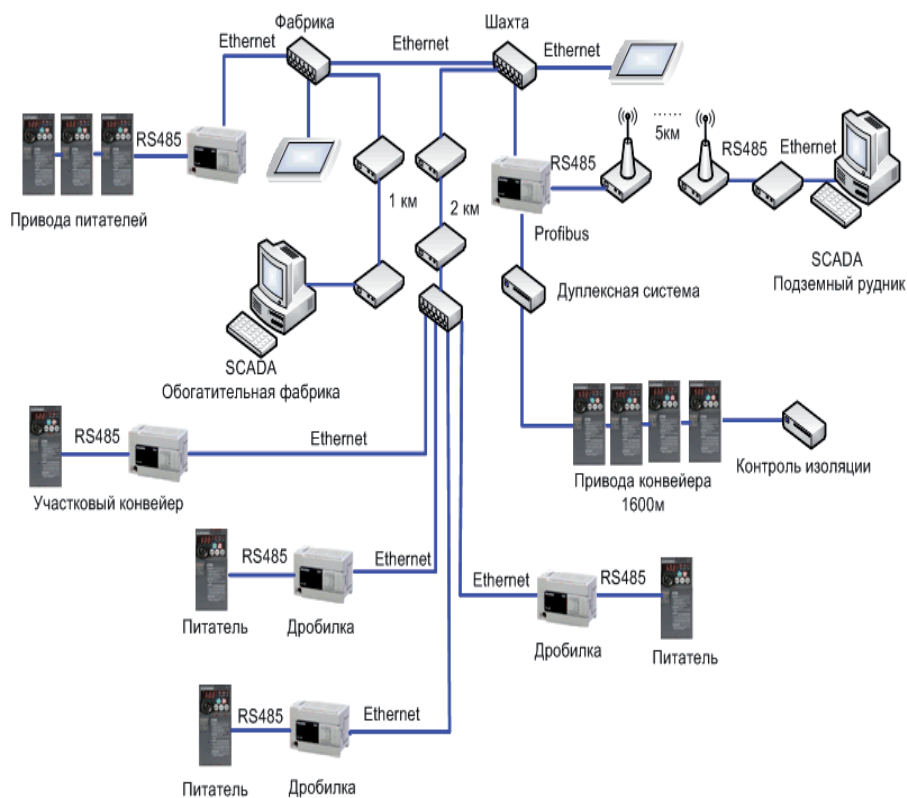 Фабрика
Шахта
Ethernet
Ethernet
Ethernet
RS485
Привода питателей
RS485
5км
RS485
Ethernet
1 км
2 км
Profibus
SCADA
Подземный рудник
Дуплексная система
SCADA
Обогатительная фабрика
RS485
Ethernet
Участковый конвейер
Привода конвейера
1600м
Контроль изоляции
RS485
Ethernet
Питатель
Дробилка
Ethernet
RS485
Дробилка
Питатель
RS485
Ethernet
Питатель
Дробилка